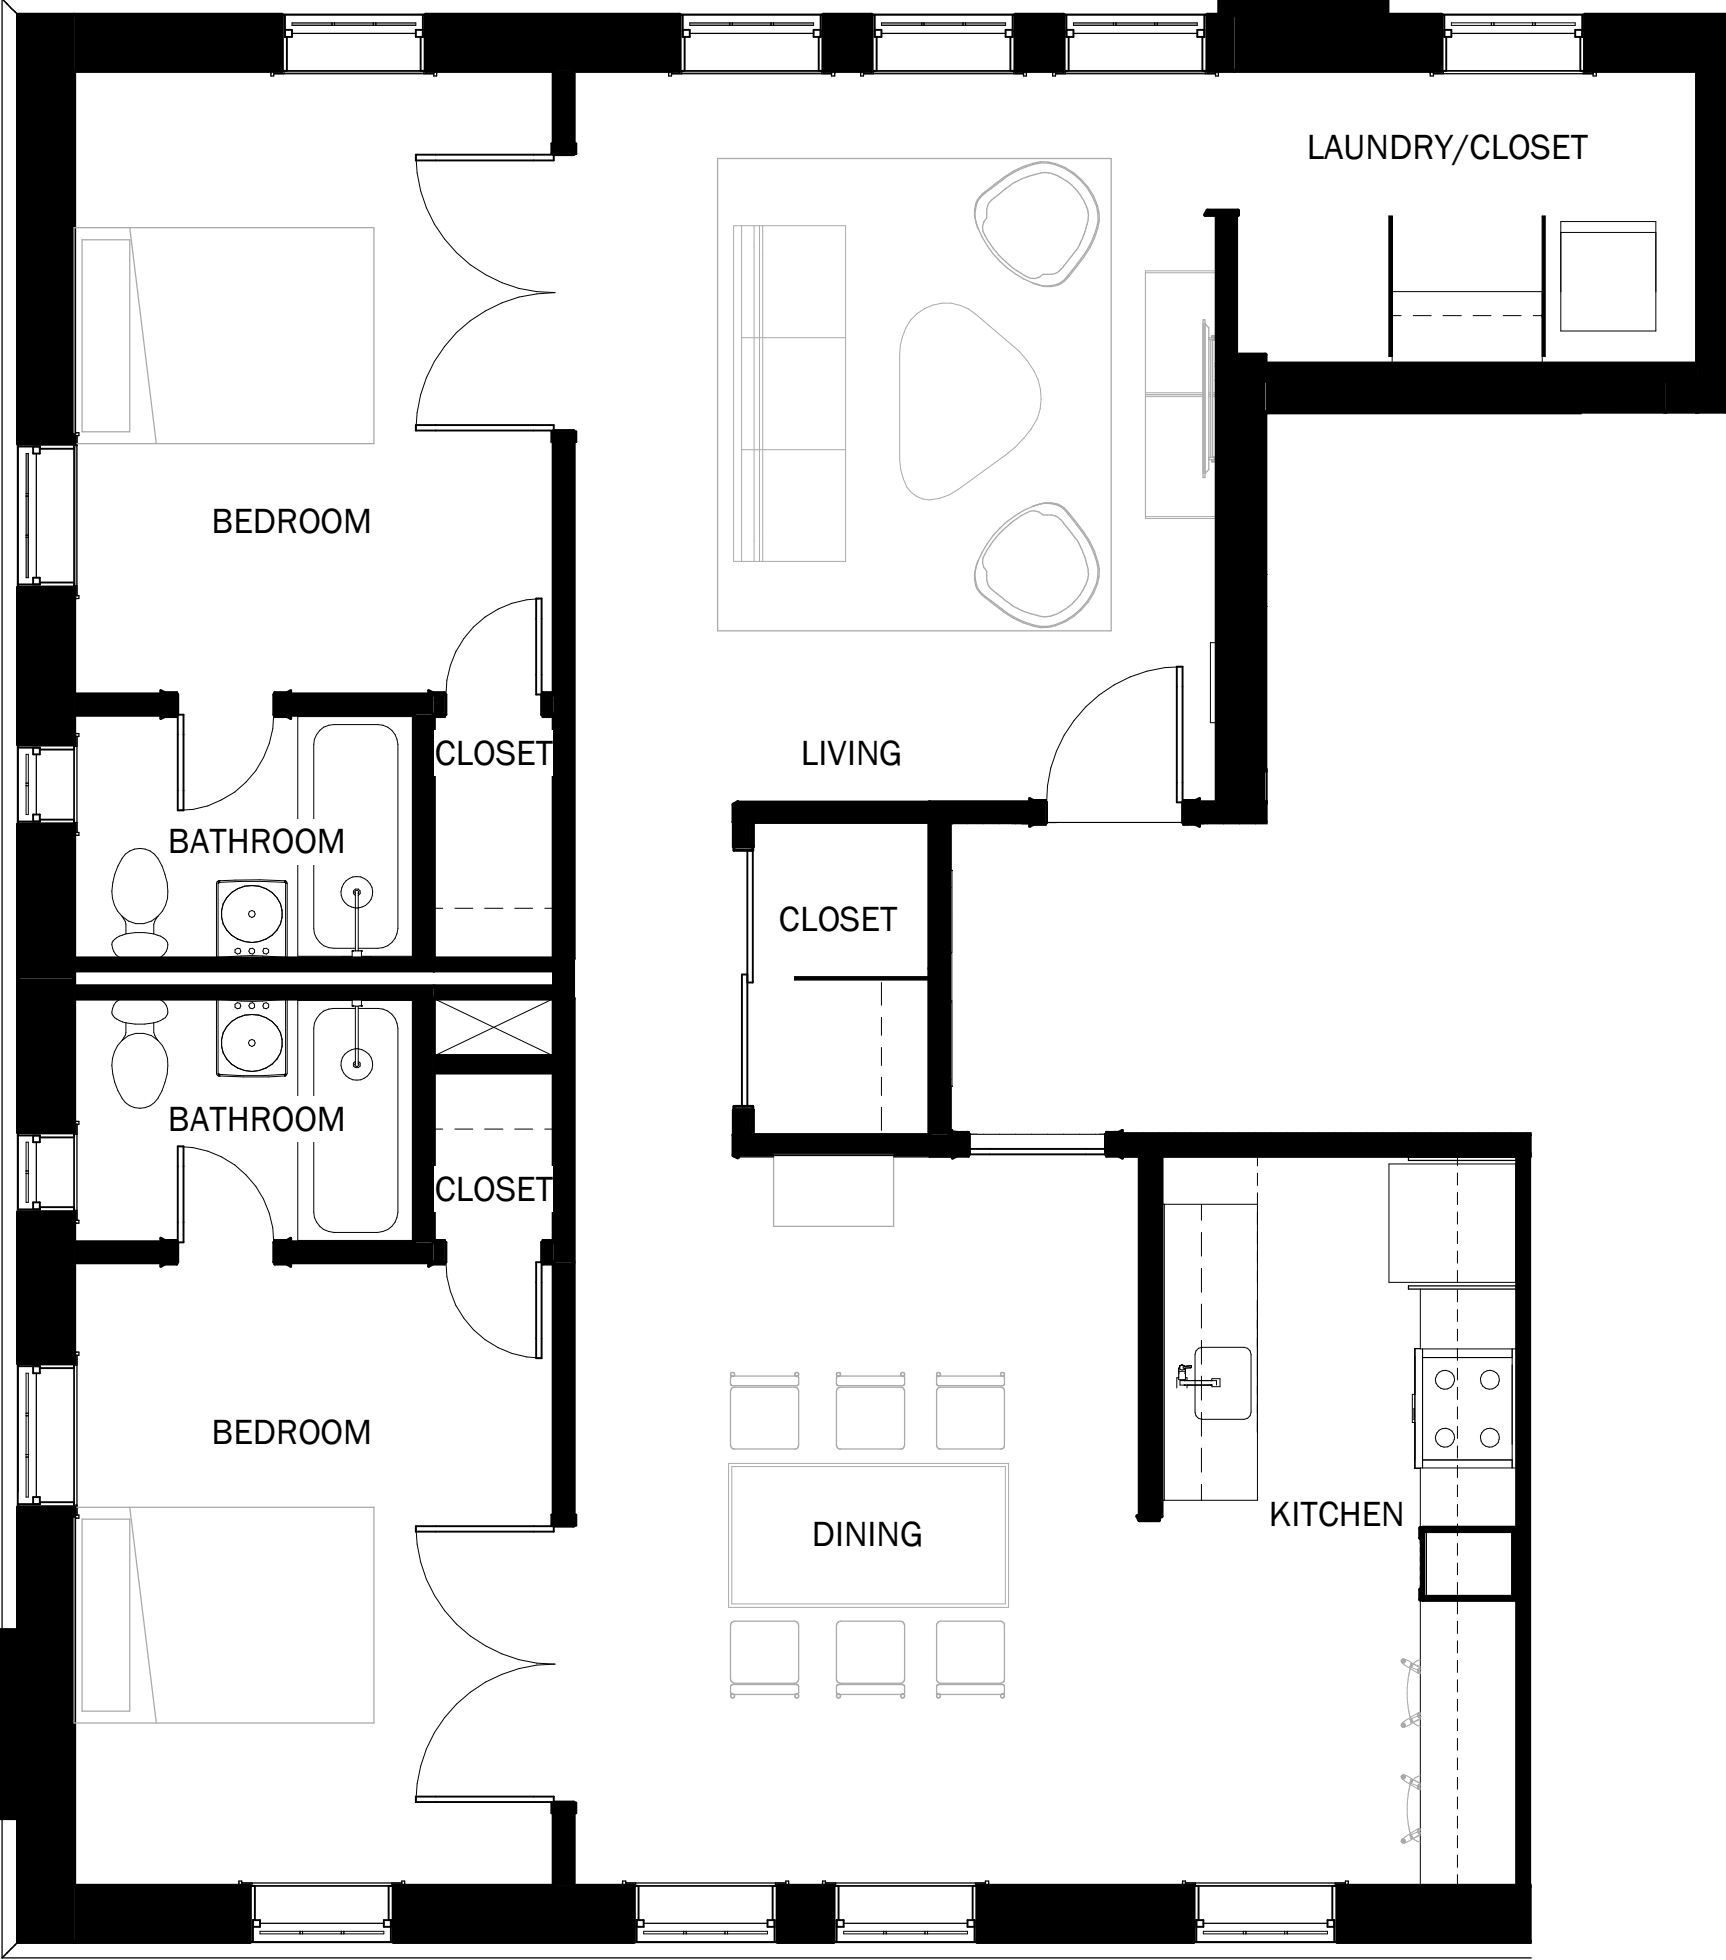 LAUNDRY/CLOSET
BEDROOM
CLOSET
LIVING
BATHROOM
CLOSET
BATHROOM
CLOSET
BEDROOM
KITCHEN
DINING